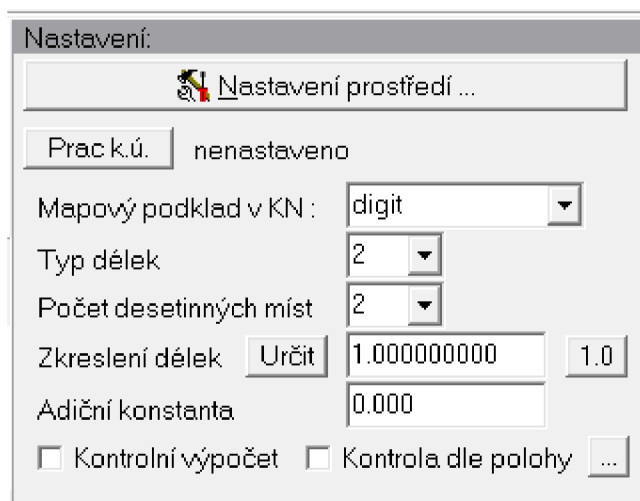 Nastavení:
Nastavení prostředí ...
Prac k.ú. nenastaveno
Mapový podklad v KN : digit
Typ délek 2
Počet desetinných míst 2
Zkreslení délek Určit 1.000000000 1.0
Adiční konstanta 0.000
Kontrolní výpočet Kontrola dle polohy ...